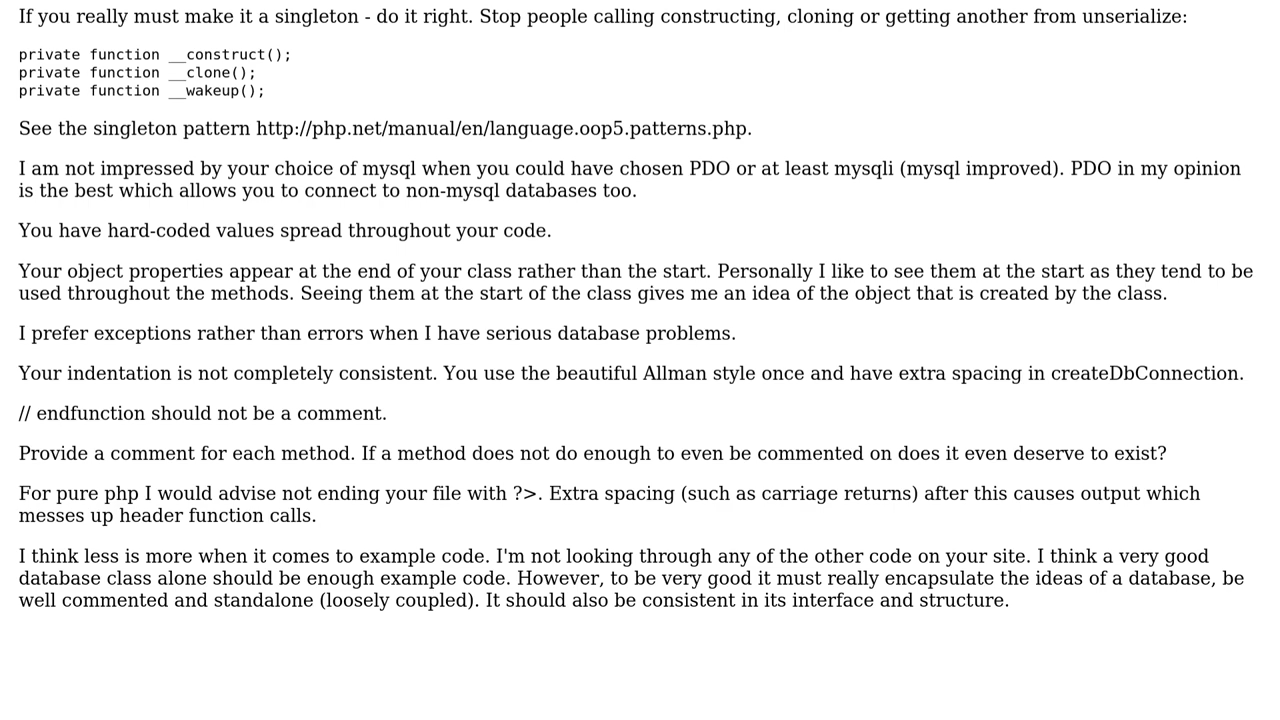 If you really must make it a singleton - do it right. Stop people calling constructing, cloning or getting another from unserialize:
private function __construct();
private function __clone();
private function __wakeup();
See the singleton pattern http://php.net/manual/en/language.oop5.patterns.php.
I am not impressed by your choice of mysql when you could have chosen PDO or at least mysqli (mysql improved). PDO in my opinion
is the best which allows you to connect to non-mysql databases too.
You have hard-coded values spread throughout your code.
Your object properties appear at the end of your class rather than the start. Personally I like to see them at the start as they tend to be
used throughout the methods. Seeing them at the start of the class gives me an idea of the object that is created by the class.
I prefer exceptions rather than errors when I have serious database problems.
Your indentation is not completely consistent. You use the beautiful Allman style once and have extra spacing in createDbConnection.
// endfunction should not be a comment.
Provide a comment for each method. If a method does not do enough to even be commented on does it even deserve to exist?
For pure php I would advise not ending your file with ?>. Extra spacing (such as carriage returns) after this causes output which
messes up header function calls.
I think less is more when it comes to example code. I'm not looking through any of the other code on your site. I think a very good
database class alone should be enough example code. However, to be very good it must really encapsulate the ideas of a database, be
well commented and standalone (loosely coupled). It should also be consistent in its interface and structure.